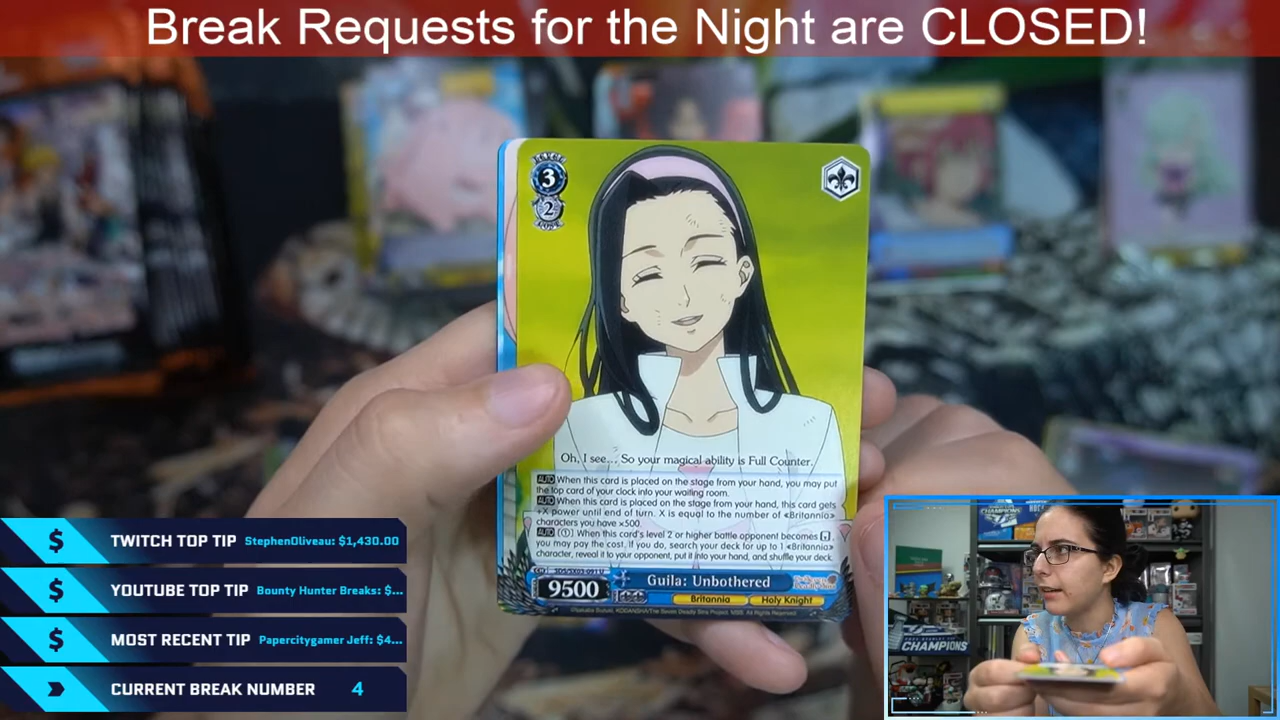 Break Requests for the Night are CLOSED!
3
2
Oh, I see... So your magical ability is Full Counter.
AUTO When this card is placed on the stage from your hand, you may put
the top card of your clock into your waiting room.
AUTO When this card is placed on the stage from your hand, this card gets
+X power until end of turn. X is equal to the number of «Britannia»
characters you have ×500.
AUTO [(1)] When this card's level 2 or higher battle opponent becomes
you may pay the cost. If you do, search your deck for up to 1 «Britannia»
character, reveal it to your opponent, put it into your hand, and shuffle your deck.
9500
Guila: Unbothered
Britannia Holy Knight
TWITCH TOP TIP StephenOliveau: $1,430.00
YOUTUBE TOP TIP Bounty Hunter Breaks: $...
MOST RECENT TIP Papercitygamer Jeff: $4...
CURRENT BREAK NUMBER 4
CHAMPIONS
CHAMPIONS